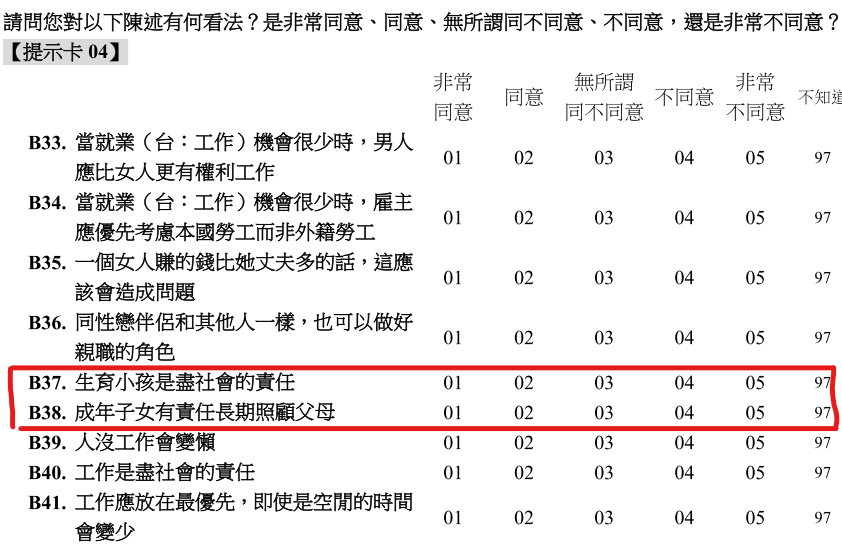 請問您對以下陳述有何看法？是非常同意、同意、無所謂同不同意、不同意，還是非常不同意？
【提示卡 04】
非常同意 同意 無所謂同不同意 不同意 非常不同意 不知道
B33. 當就業（台：工作）機會很少時，男人 01 02 03 04 05 97
應比女人更有權利工作
B34. 當就業（台：工作）機會很少時，雇主 01 02 03 04 05 97
應優先考慮本國勞工而非外籍勞工
B35. 一個女人賺的錢比她丈夫多的話，這應 01 02 03 04 05 97
該會造成問題
B36. 同性戀伴侶和其他人一樣，也可以做好 01 02 03 04 05 97
親職的角色
B37. 生育小孩是盡社會的責任 01 02 03 04 05 97
B38. 成年子女有責任長期照顧父母 01 02 03 04 05 97
B39. 人沒工作會變懶 01 02 03 04 05 97
B40. 工作是盡社會的責任 01 02 03 04 05 97
B41. 工作應放在最優先，即使是空閒的時間 01 02 03 04 05 97
會變少